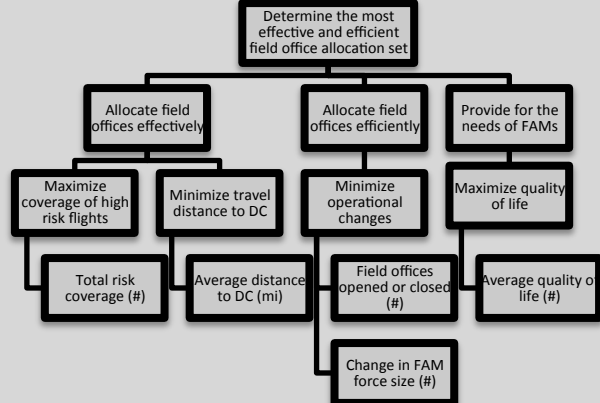 Determine the most
effective and efficient
field office allocation set
Allocate field
offices effectively
Allocate field
offices efficiently
Provide for the
needs of FAMs
Maximize
coverage of high
risk flights
Minimize travel
distance to DC
Minimize
operational
changes
Maximize quality
of life
Total risk
coverage (#)
Average distance
to DC (mi)
Field offices
opened or closed
(#)
Average quality of
life (#)
Change in FAM
force size (#)